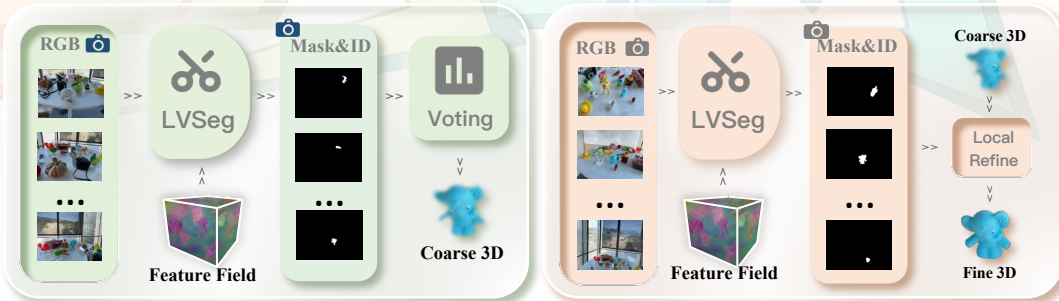 RGB
LVSeg
Feature Field
Mask&ID
...
...
Voting
Coarse 3D
RGB
LVSeg
Feature Field
Mask&ID
...
...
Coarse 3D
Local
Refine
Fine 3D